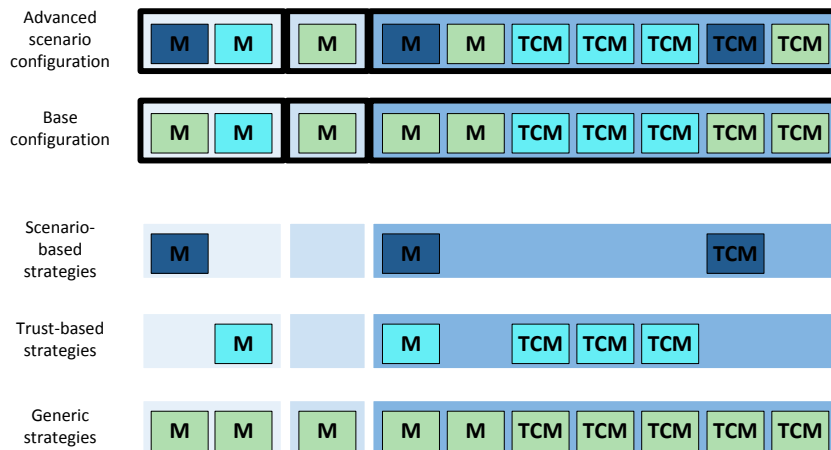 Advanced
scenario
configuration
M M M M M TCM TCM TCM TCM TCM
Base
configuration
M M M M M TCM TCM TCM TCM TCM
Scenario-
based
strategies
M M TCM
Trust-based
strategies
M M TCM TCM TCM
Generic
strategies
M M M M M TCM TCM TCM TCM TCM